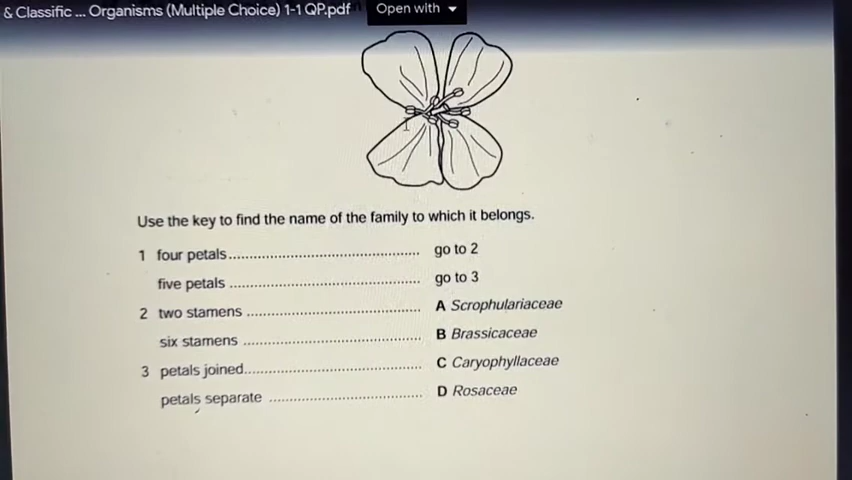 & Classific ... Organisms (Multiple Choice) 1-1 QP.pdf Open with
Use the key to find the name of the family to which it belongs.
1 four petals.................................................. go to 2
five petals .................................................. go to 3
2 two stamens ............................................. A Scrophulariaceae
six stamens .............................................. B Brassicaceae
3 petals joined.............................................. C Caryophyllaceae
petals separate ........................................ D Rosaceae